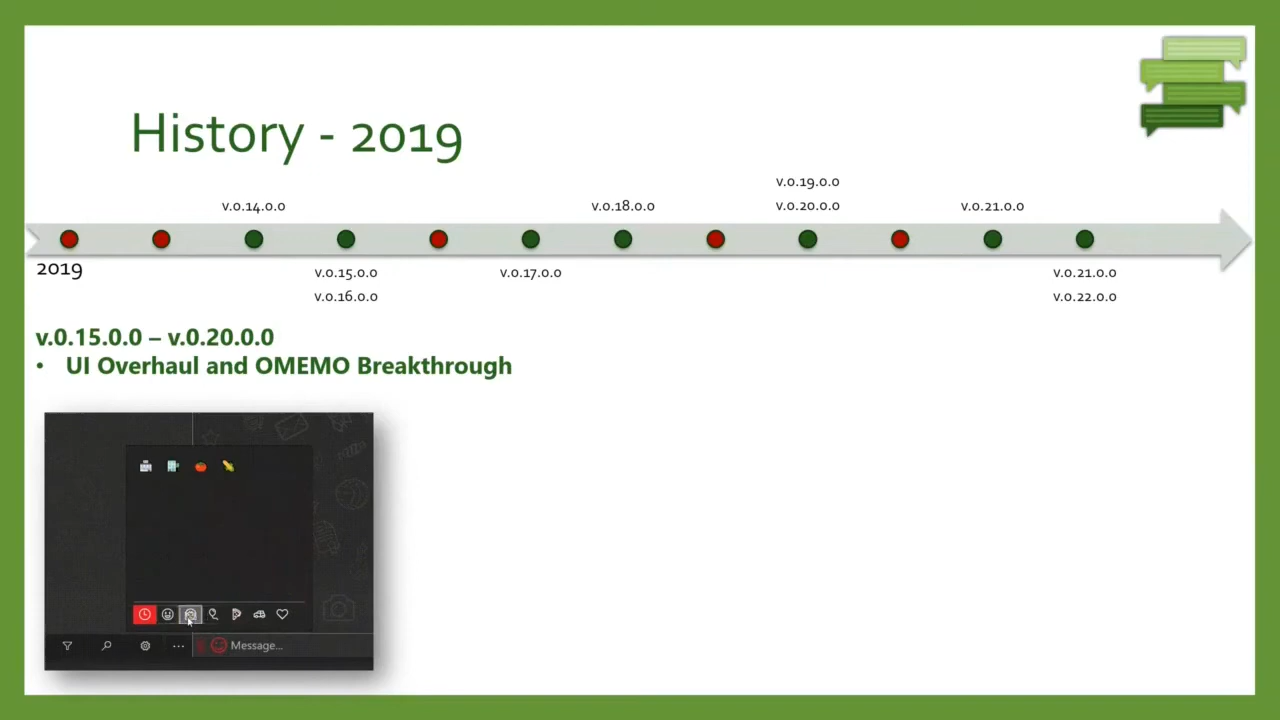 History - 2019
v.0.19.0.0
v.0.14.0.0
v.0.18.0.0
v.0.20.0.0
v.0.21.0.0
2019
v.0.15.0.0
v.0.17.0.0
v.0.21.0.0
v.0.16.0.0
v.0.22.0.0
v.0.15.0.0 – v.0.20.0.0
• UI Overhaul and OMEMO Breakthrough
Message...